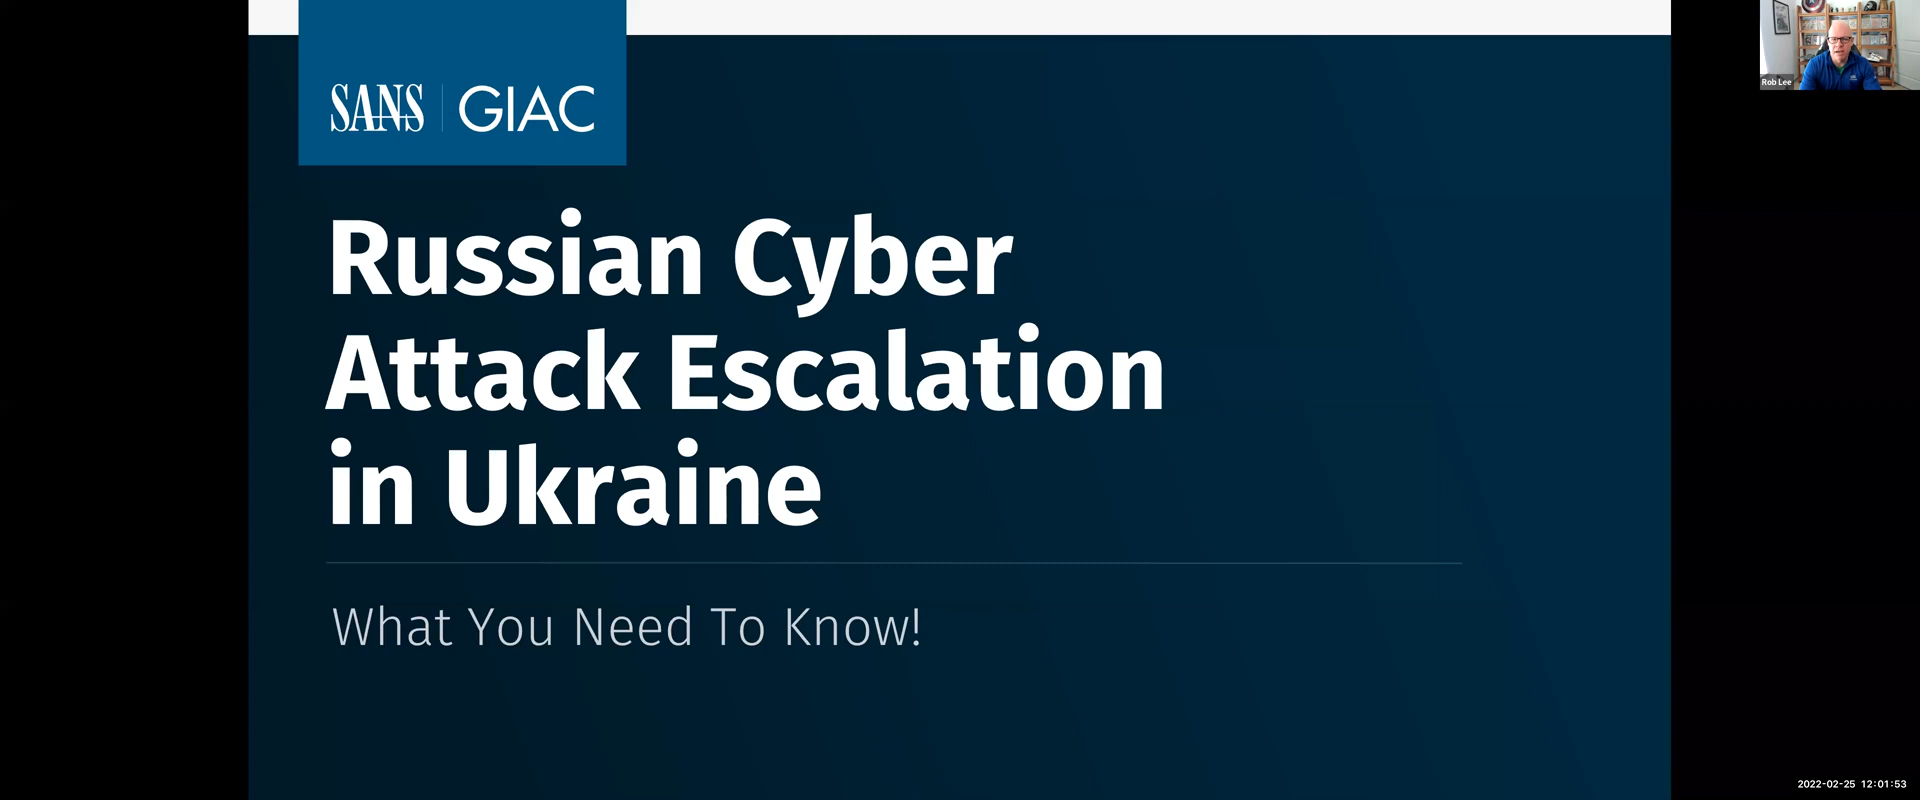 SANS | GIAC
Rob Lee
Russian Cyber
Attack Escalation
in Ukraine
What You Need To Know!
2022-02-25 12:01:53